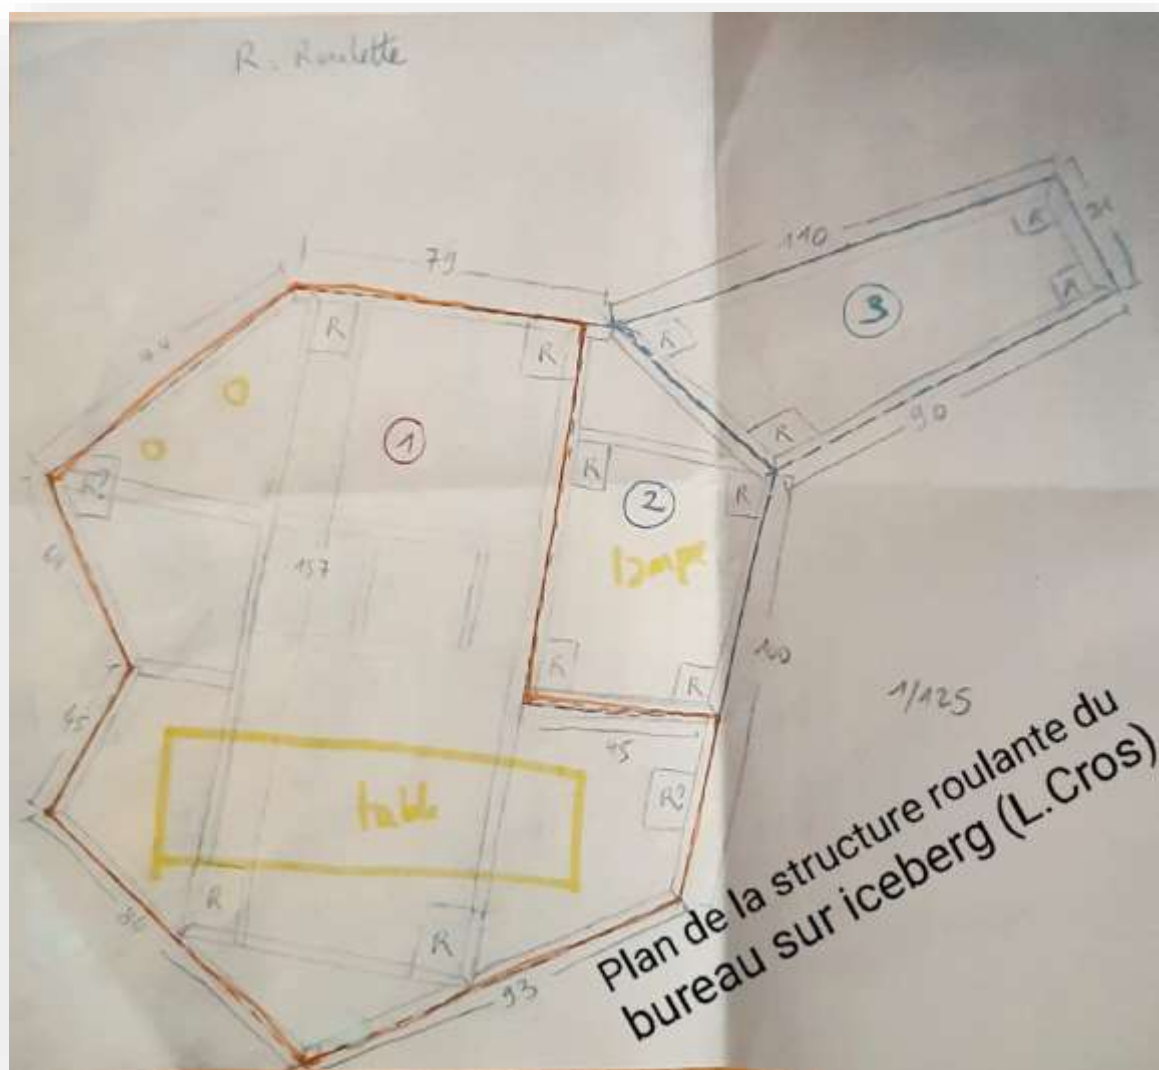 R. Roulette
79
110
R
R
R
R
3
R
1
90
R
R?
R
2
R
157
lampe
R
R
100
1/125
45
45
R?
table
R
R
93
Plan de la structure roulante du
bureau sur iceberg (L.Cros)